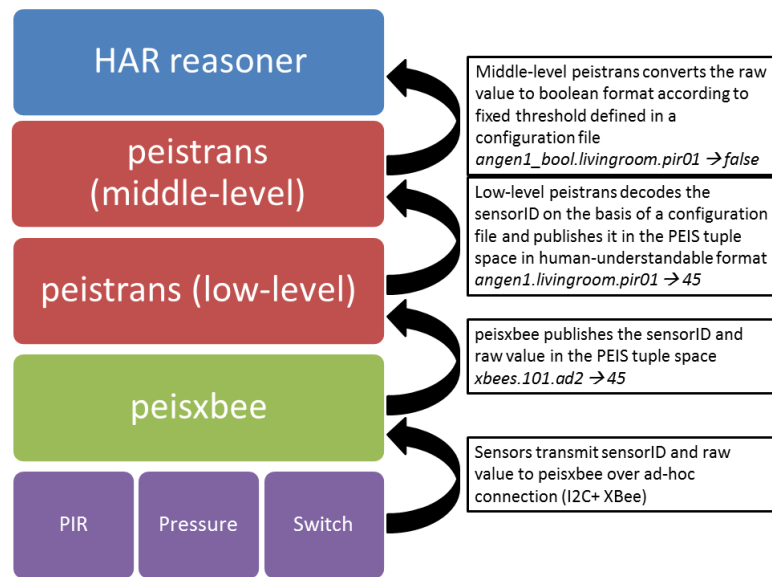 HAR reasoner
Middle-level peistrans converts the raw
value to boolean format according to
fixed threshold defined in a
configuration file
angen1_bool.livingroom.pir01 → false
peistrans
(middle-level)
Low-level peistrans decodes the
sensorID on the basis of a configuration
file and publishes it in the PEIS tuple
space in human-understandable format
angen1.livingroom.pir01 → 45
peistrans (low-level)
peisxbee publishes the sensorID and
raw value in the PEIS tuple space
xbees.101.ad2 → 45
peisxbee
Sensors transmit sensorID and raw
value to peisxbee over ad-hoc
connection (I2C+ XBee)
PIR
Pressure
Switch